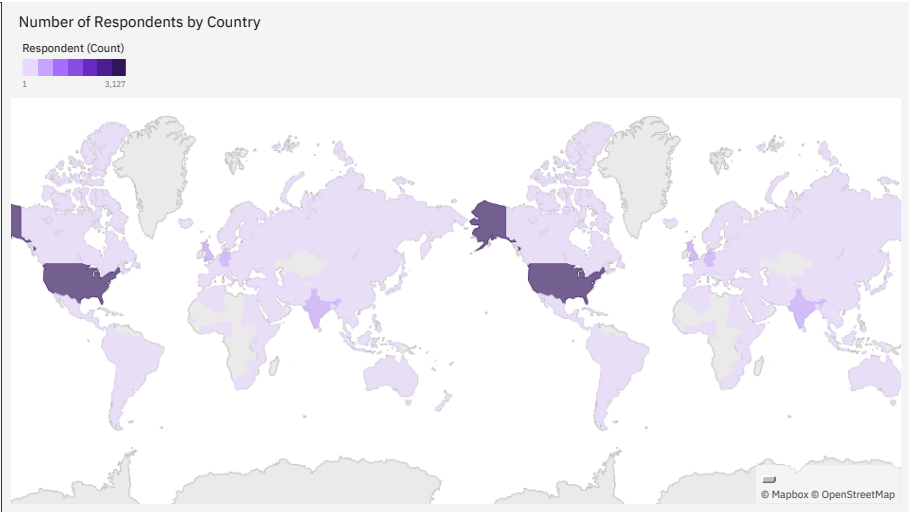 Number of Respondents by Country
Respondent (Count)
1 3,127
© Mapbox © OpenStreetMap